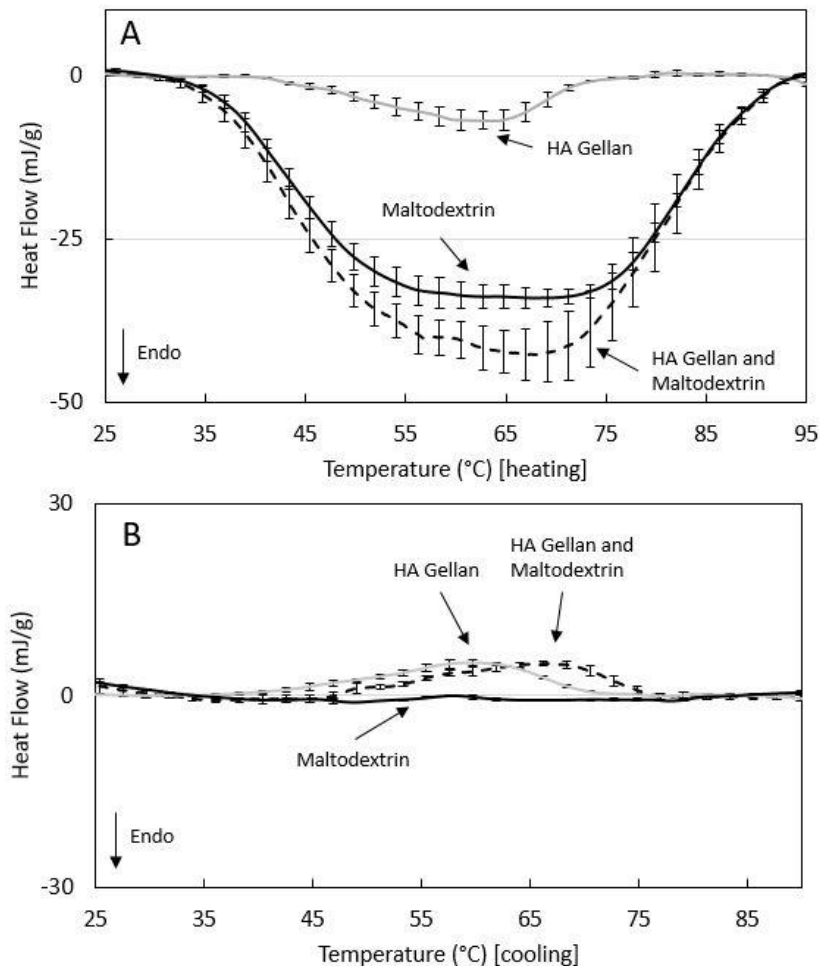 A
0
HA Gellan
Maltodextrin
-25
Heat Flow (mJ/g)
Endo
HA Gellan and
Maltodextrin
-50
25 35 45 55 65 75 85 95
Temperature (°C) [heating]
30
B
HA Gellan and
Maltodextrin
HA Gellan
0
Heat Flow (mJ/g)
Maltodextrin
Endo
-30
25 35 45 55 65 75 85
Temperature (°C) [cooling]